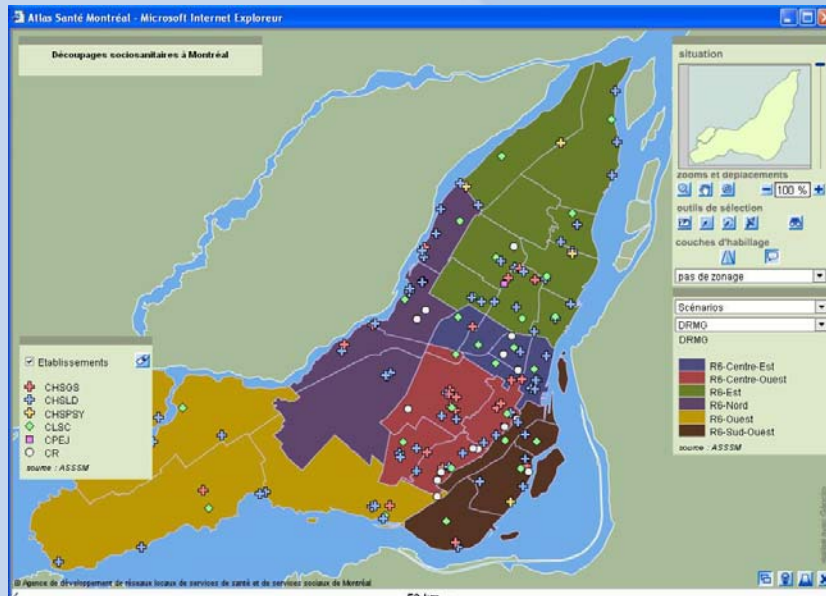 Atlas Santé Montréal - Microsoft Internet Exploreur
Découpages sociosanitaires à Montréal
situation
zooms et déplacements
100 %
outils de sélection
couches d'habillage
pas de zonage
Scénarios
DRMG
DRMG
R6-Centre-Est
R6-Centre-Ouest
R6-Est
R6-Nord
R6-Ouest
R6-Sud-Ouest
source : ASSSM
Etablissements
CHSGS
CHSLD
CHSPSY
CLSC
CPEJ
CR
source : ASSSM
© Agence de développement de réseaux locaux de services de santé et de services sociaux de Montréal